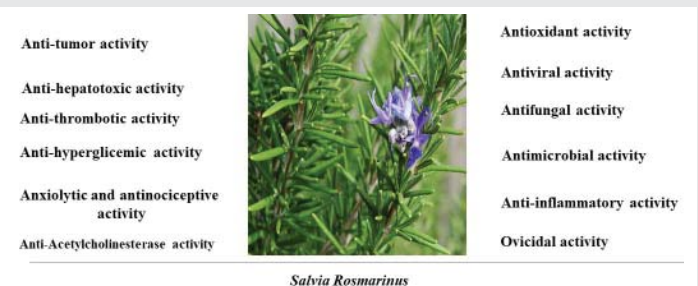 Anti-tumor activity
Anti-hepatotoxic activity
Anti-thrombotic activity
Anti-hyperglicemic activity
Anxiolytic and antinociceptive
activity
Anti-Acetylcholinesterase activity
Antioxidant activity
Antiviral activity
Antifungal activity
Antimicrobial activity
Anti-inflammatory activity
Ovicidal activity
Salvia Rosmarinus